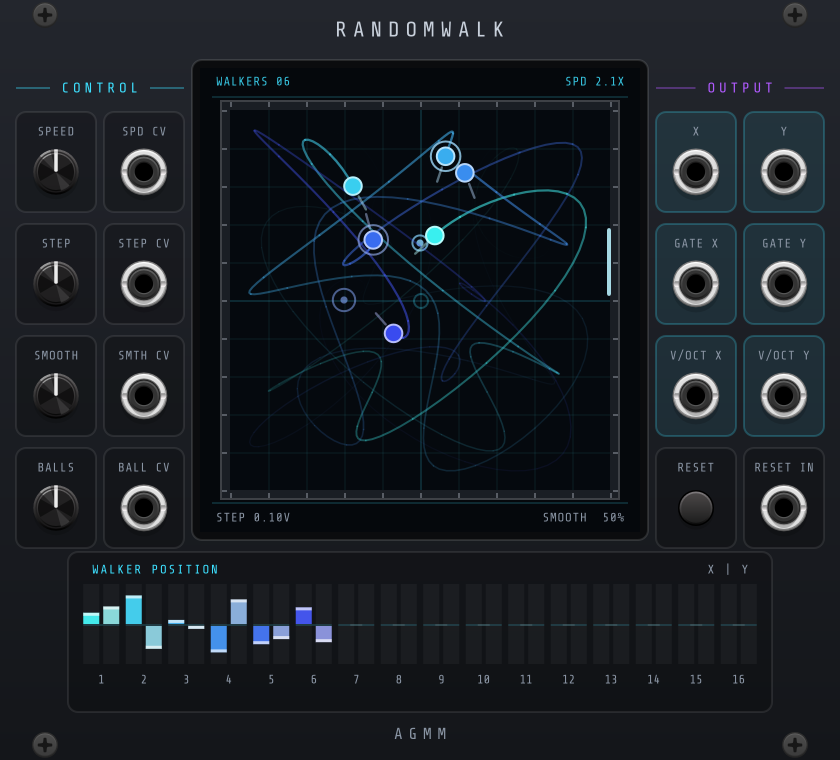 RANDOMWALK
CONTROL
SPEED
SPD CV
STEP
STEP CV
SMOOTH
SMTH CV
BALLS
BALL CV
WALKERS 06
SPD 2.1X
STEP 0.10V
SMOOTH 50%
OUTPUT
X
Y
GATE X
GATE Y
V/OCT X
V/OCT Y
RESET
RESET IN
WALKER POSITION
X | Y
1 2 3 4 5 6 7 8 9 10 11 12 13 14 15 16
AGMM